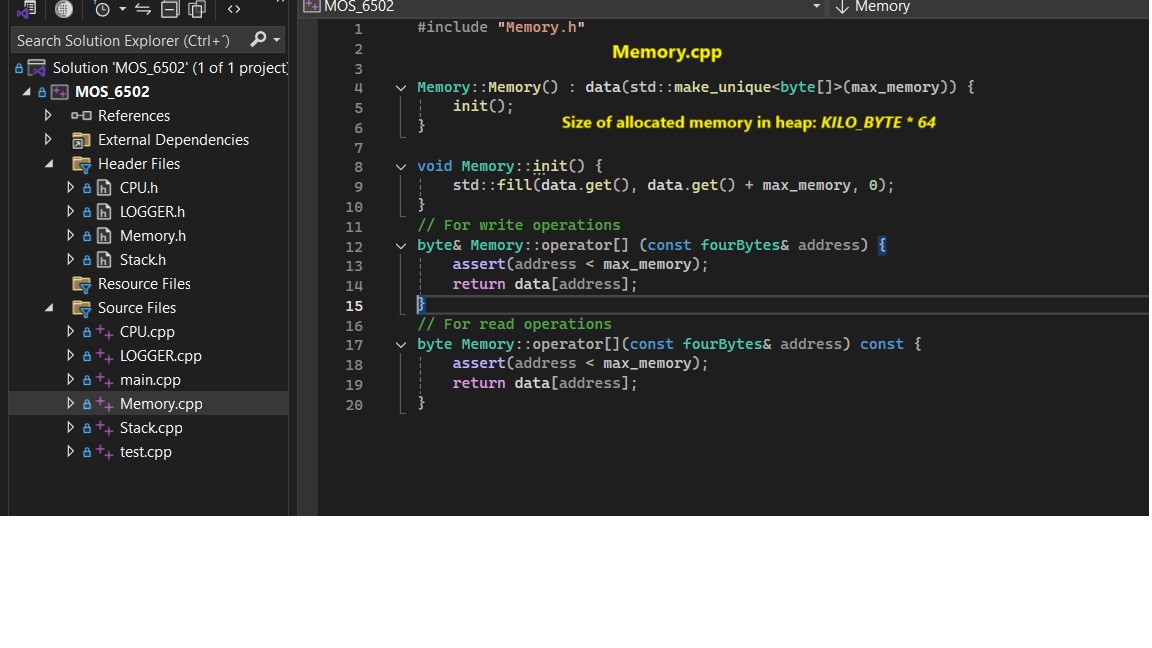 MOS_6502
Memory
Search Solution Explorer (Ctrl+´)
Solution 'MOS_6502' (1 of 1 project)
MOS_6502
References
External Dependencies
Header Files
CPU.h
LOGGER.h
Memory.h
Stack.h
Resource Files
Source Files
CPU.cpp
LOGGER.cpp
main.cpp
Memory.cpp
Stack.cpp
test.cpp
1 #include "Memory.h"
2
Memory.cpp
3
4 Memory::Memory() : data(std::make_unique<byte[]>(max_memory)) {
5 init();
Size of allocated memory in heap: KILO_BYTE * 64
6 }
7
8 void Memory::init() {
9 std::fill(data.get(), data.get() + max_memory, 0);
10 }
11 // For write operations
12 byte& Memory::operator[] (const fourBytes& address) {
13 assert(address < max_memory);
14 return data[address];
15 }
16 // For read operations
17 byte Memory::operator[](const fourBytes& address) const {
18 assert(address < max_memory);
19 return data[address];
20 }